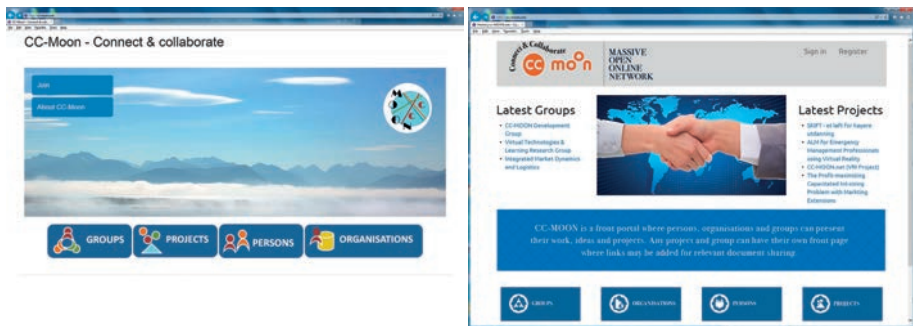 CC-Moon - Connect & collaborate
Join
About CC-Moon
MOON
GROUPS
PROJECTS
PERSONS
ORGANISATIONS
Connect & Collaborate
cc moon
MASSIVE
OPEN
ONLINE
NETWORK
Sign in Register
Latest Groups
• CC-MOON Development
Group
• Virtual Technologies &
Learning Research Group
• Integrated Market Dynamics
and Logistics
Latest Projects
• SKIFT - et løft for høyere
utdanning
• ALM for Emergency
Management Professionals
using Virtual Reality
• CC-MOON.net (VRI Project)
• The Profit-maximizing
Capacitated lot-sizing
Problem with Marketing
Extensions
CC-MOON is a front portal where persons, organisations and groups can present
their work, ideas and projects. Any project and group can have their own front page
where links may be added for relevant document sharing
GROUPS
ORGANISATIONS
PERSONS
PROJECTS